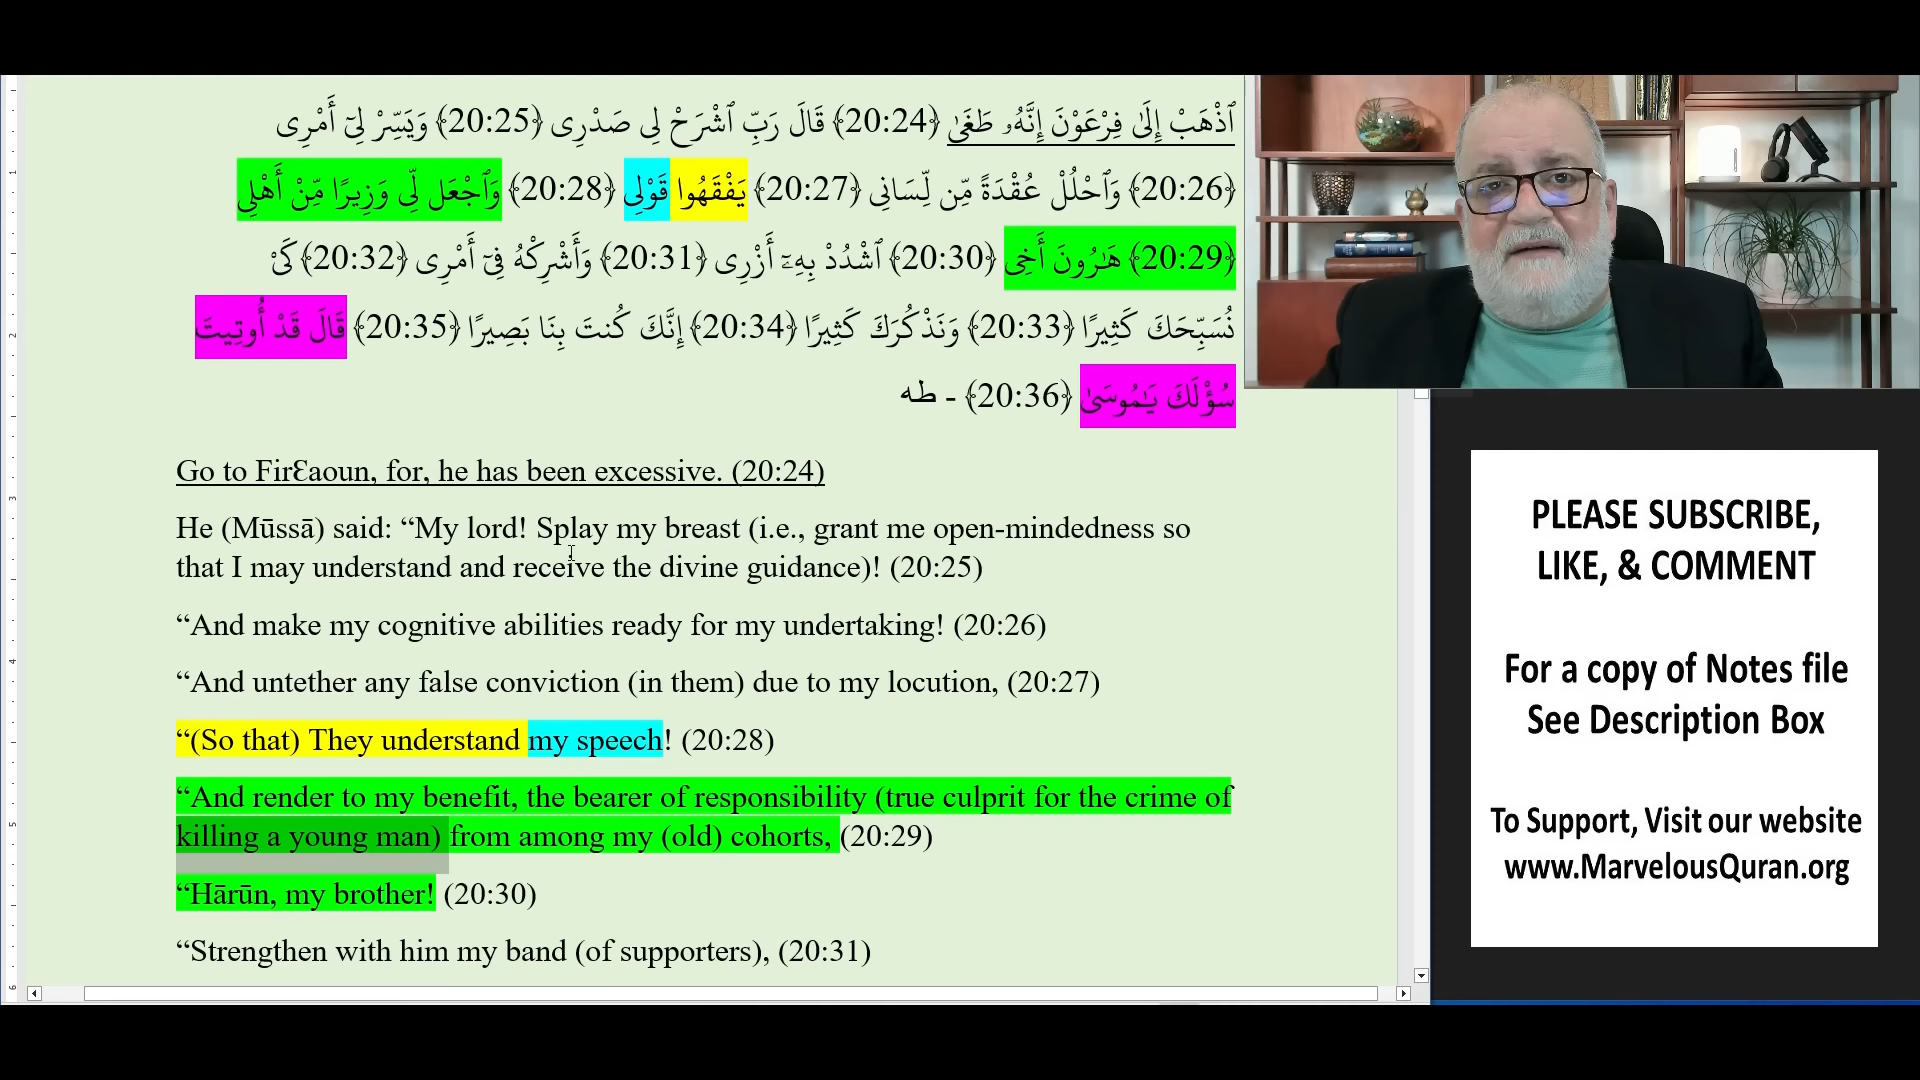 ٱذْهَبْ إِلَىٰ فِرْعَوْنَ إِنَّهُۥ طَغَىٰ ﴿20:24﴾ قَالَ رَبِّ ٱشْرَحْ لِى صَدْرِى ﴿20:25﴾ وَيَسِّرْ لِىٓ أَمْرِى
﴿20:26﴾ وَٱحْلُلْ عُقْدَةً مِّن لِّسَانِى ﴿20:27﴾ يَفْقَهُوا قَوْلِى ﴿20:28﴾ وَٱجْعَل لِّى وَزِيرًا مِّنْ أَهْلِى
﴿20:29﴾ هَـٰرُونَ أَخِى ﴿20:30﴾ ٱشْدُدْ بِهِۦٓ أَزْرِى ﴿20:31﴾ وَأَشْرِكْهُ فِىٓ أَمْرِى ﴿20:32﴾ كَىْ
نُسَبِّحَكَ كَثِيرًا ﴿20:33﴾ وَنَذْكُرَكَ كَثِيرًا ﴿20:34﴾ إِنَّكَ كُنتَ بِنَا بَصِيرًا ﴿20:35﴾ قَالَ قَدْ أُوتِيتَ
سُؤْلَكَ يَـٰمُوسَىٰ ﴿20:36﴾ - طه
Go to FirƐaoun, for, he has been excessive. (20:24)
He (Mūssā) said: “My lord! Splay my breast (i.e., grant me open-mindedness so
that I may understand and receive the divine guidance)! (20:25)
“And make my cognitive abilities ready for my undertaking! (20:26)
“And untether any false conviction (in them) due to my locution, (20:27)
“(So that) They understand my speech! (20:28)
“And render to my benefit, the bearer of responsibility (true culprit for the crime of
killing a young man) from among my (old) cohorts, (20:29)
“Hārūn, my brother! (20:30)
“Strengthen with him my band (of supporters), (20:31)
PLEASE SUBSCRIBE,
LIKE, & COMMENT
For a copy of Notes file
See Description Box
To Support, Visit our website
www.MarvelousQuran.org